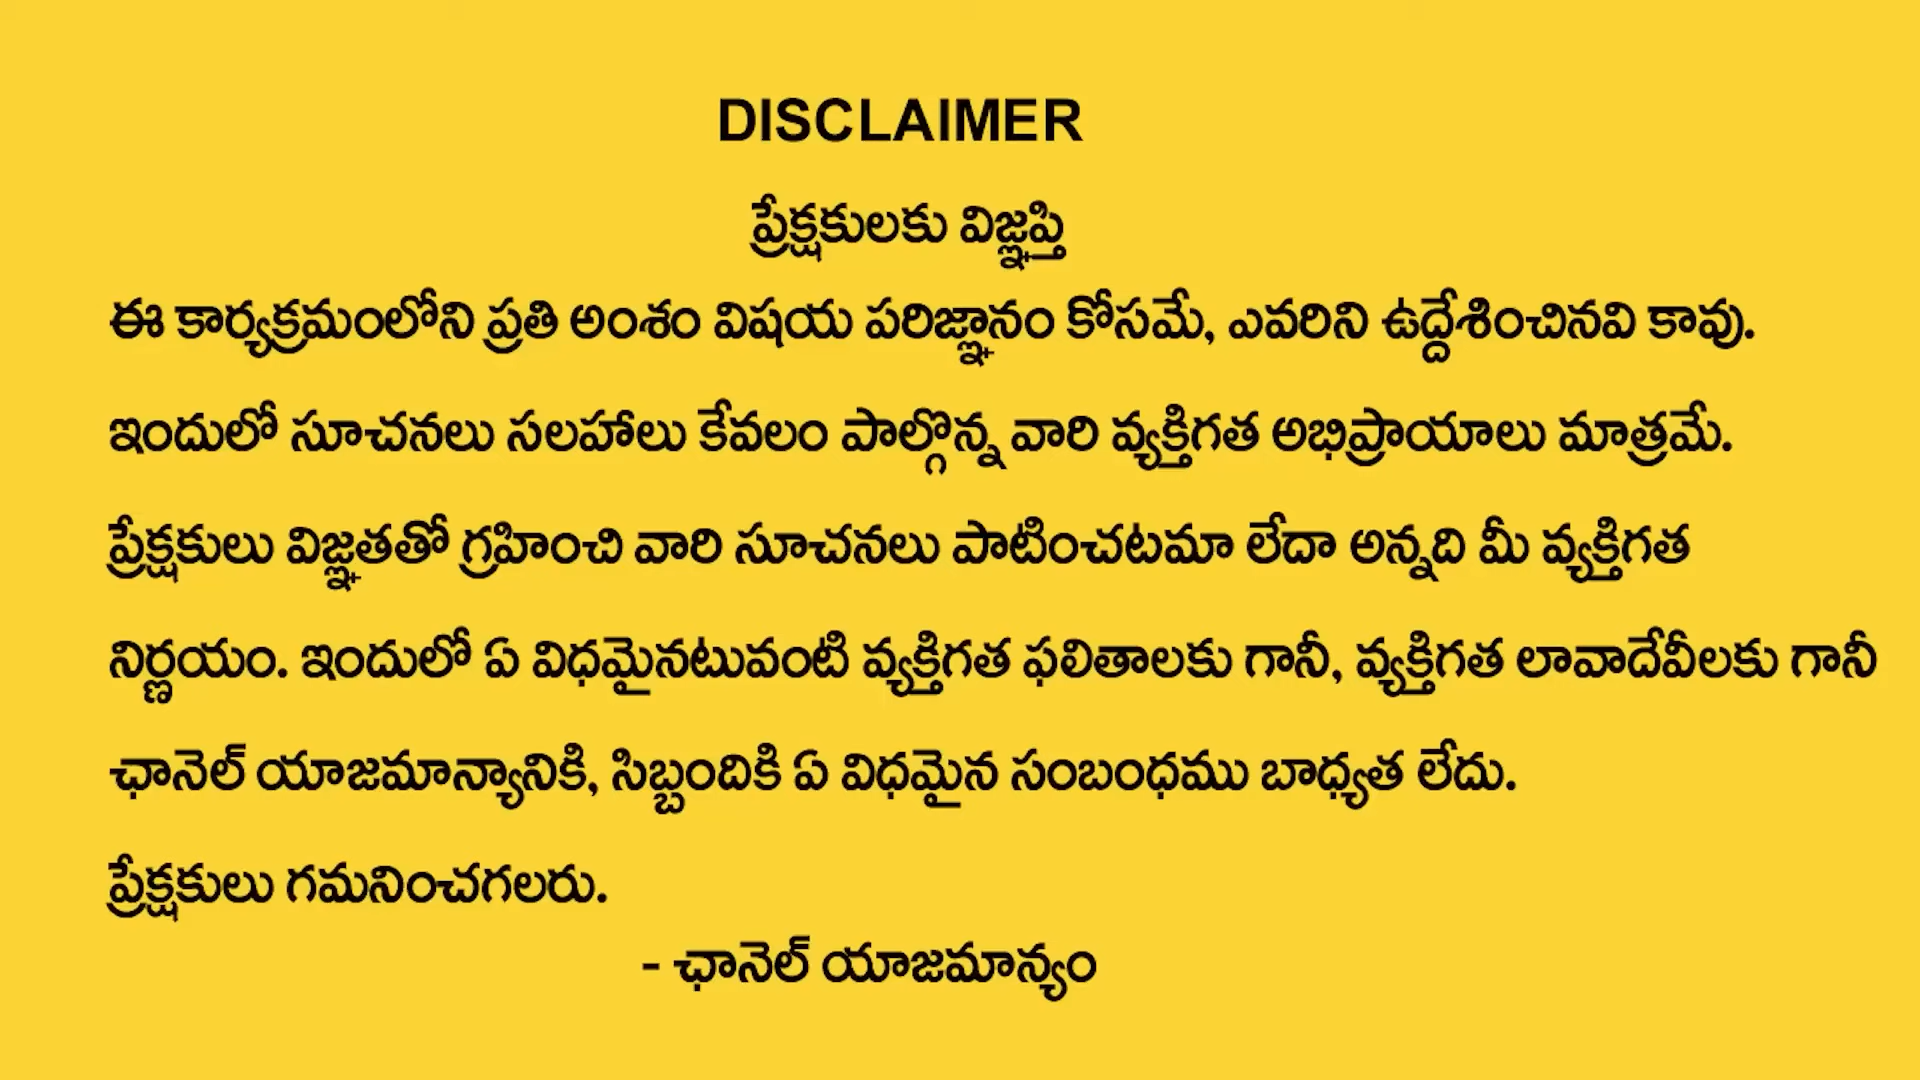 DISCLAIMER
ప్రేక్షకులకు విజ్ఞప్తి
ఈ కార్యక్రమంలోని ప్రతి అంశం విషయ పరిజ్ఞానం కోసమే, ఎవరిని ఉద్దేశించినవి కావు.
ఇందులో సూచనలు సలహాలు కేవలం పాల్గొన్న వారి వ్యక్తిగత అభిప్రాయాలు మాత్రమే.
ప్రేక్షకులు విజ్ఞతతో గ్రహించి వారి సూచనలు పాటించటమా లేదా అన్నది మీ వ్యక్తిగత
నిర్ణయం. ఇందులో ఏ విధమైనటువంటి వ్యక్తిగత ఫలితాలకు గానీ, వ్యక్తిగత లావాదేవీలకు గానీ
ఛానెల్ యాజమాన్యానికి, సిబ్బందికి ఏ విధమైన సంబంధము బాధ్యత లేదు.
ప్రేక్షకులు గమనించగలరు.
- ఛానెల్ యాజమాన్యం